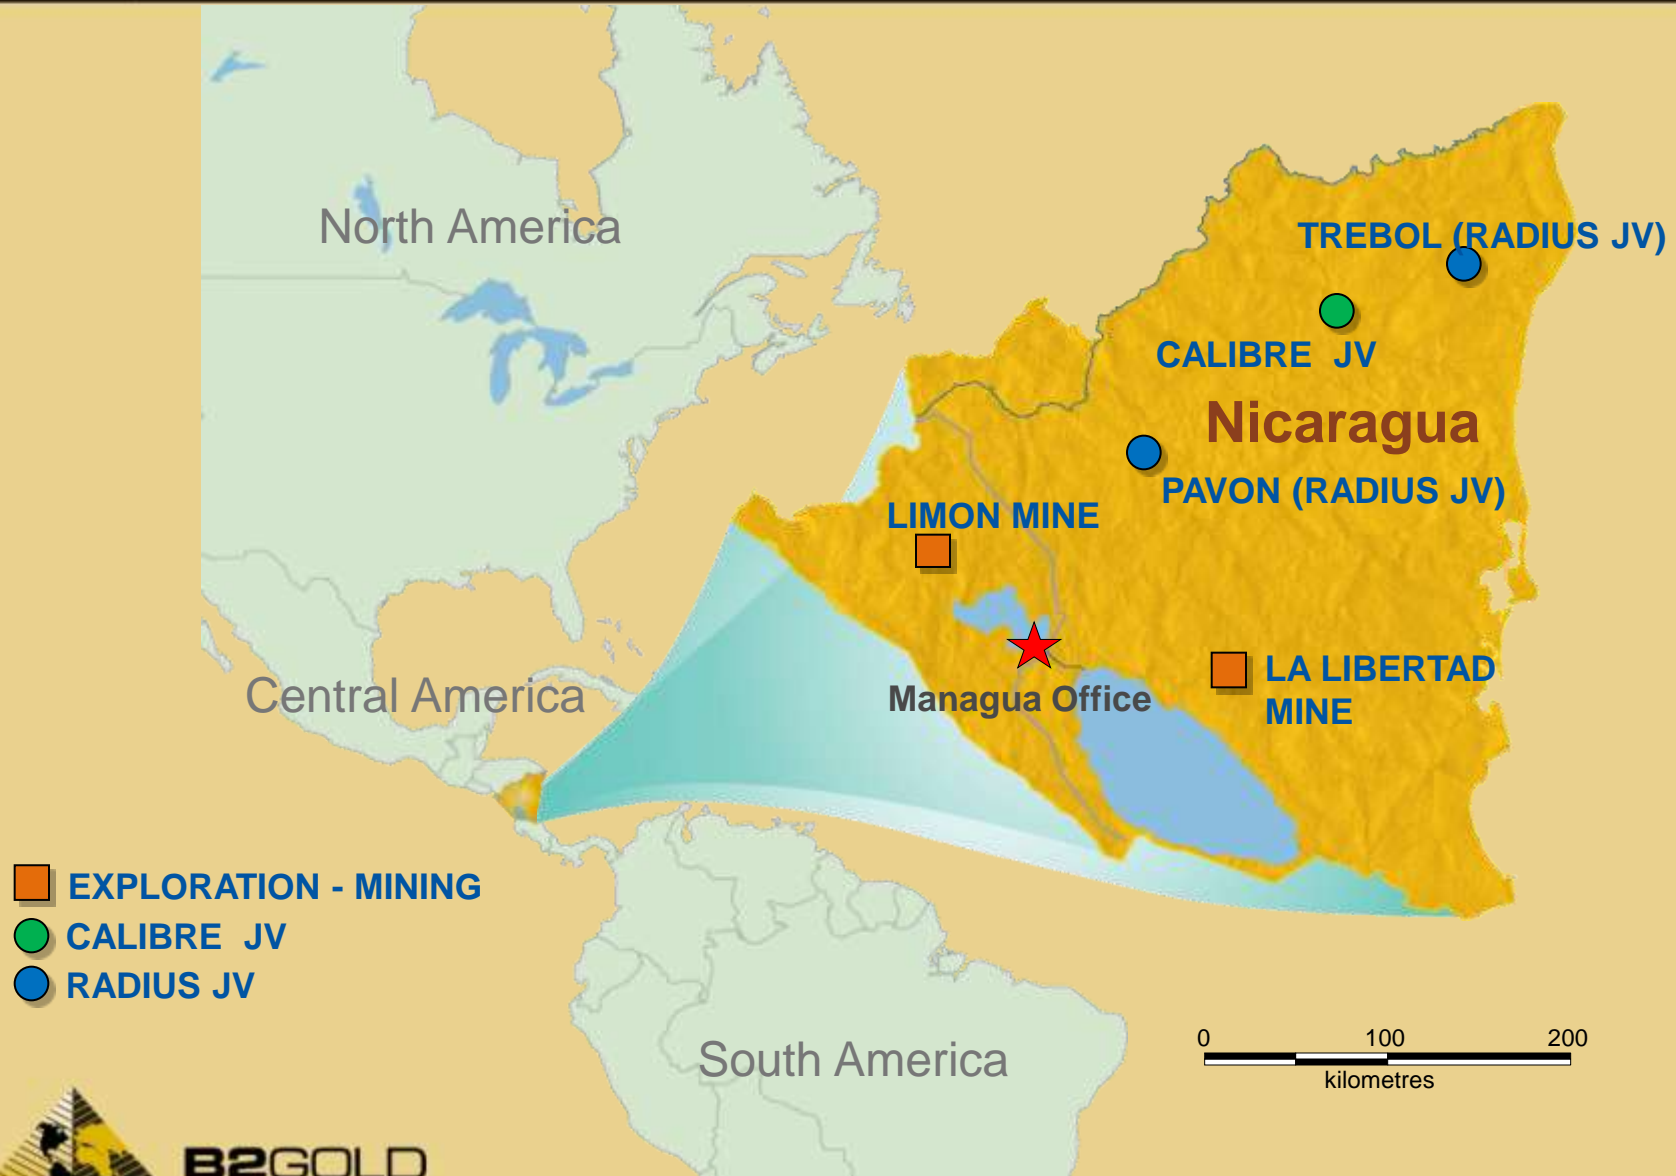 North America
TREBOL (RADIUS JV)
CALIBRE JV
Nicaragua
PAVON (RADIUS JV)
LIMON MINE
Central America
Managua Office
LA LIBERTAD
MINE
EXPLORATION - MINING
CALIBRE JV
RADIUS JV
South America
0 100 200
kilometres
B2GOLD